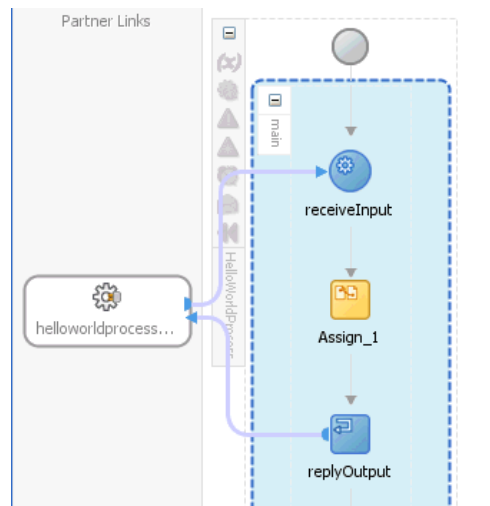 Partner Links
(x)
main
receiveInput
HelloWorldProcess
helloworldprocess...
Assign_1
replyOutput